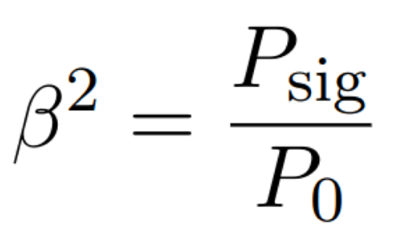 β² = P_sig / P_0